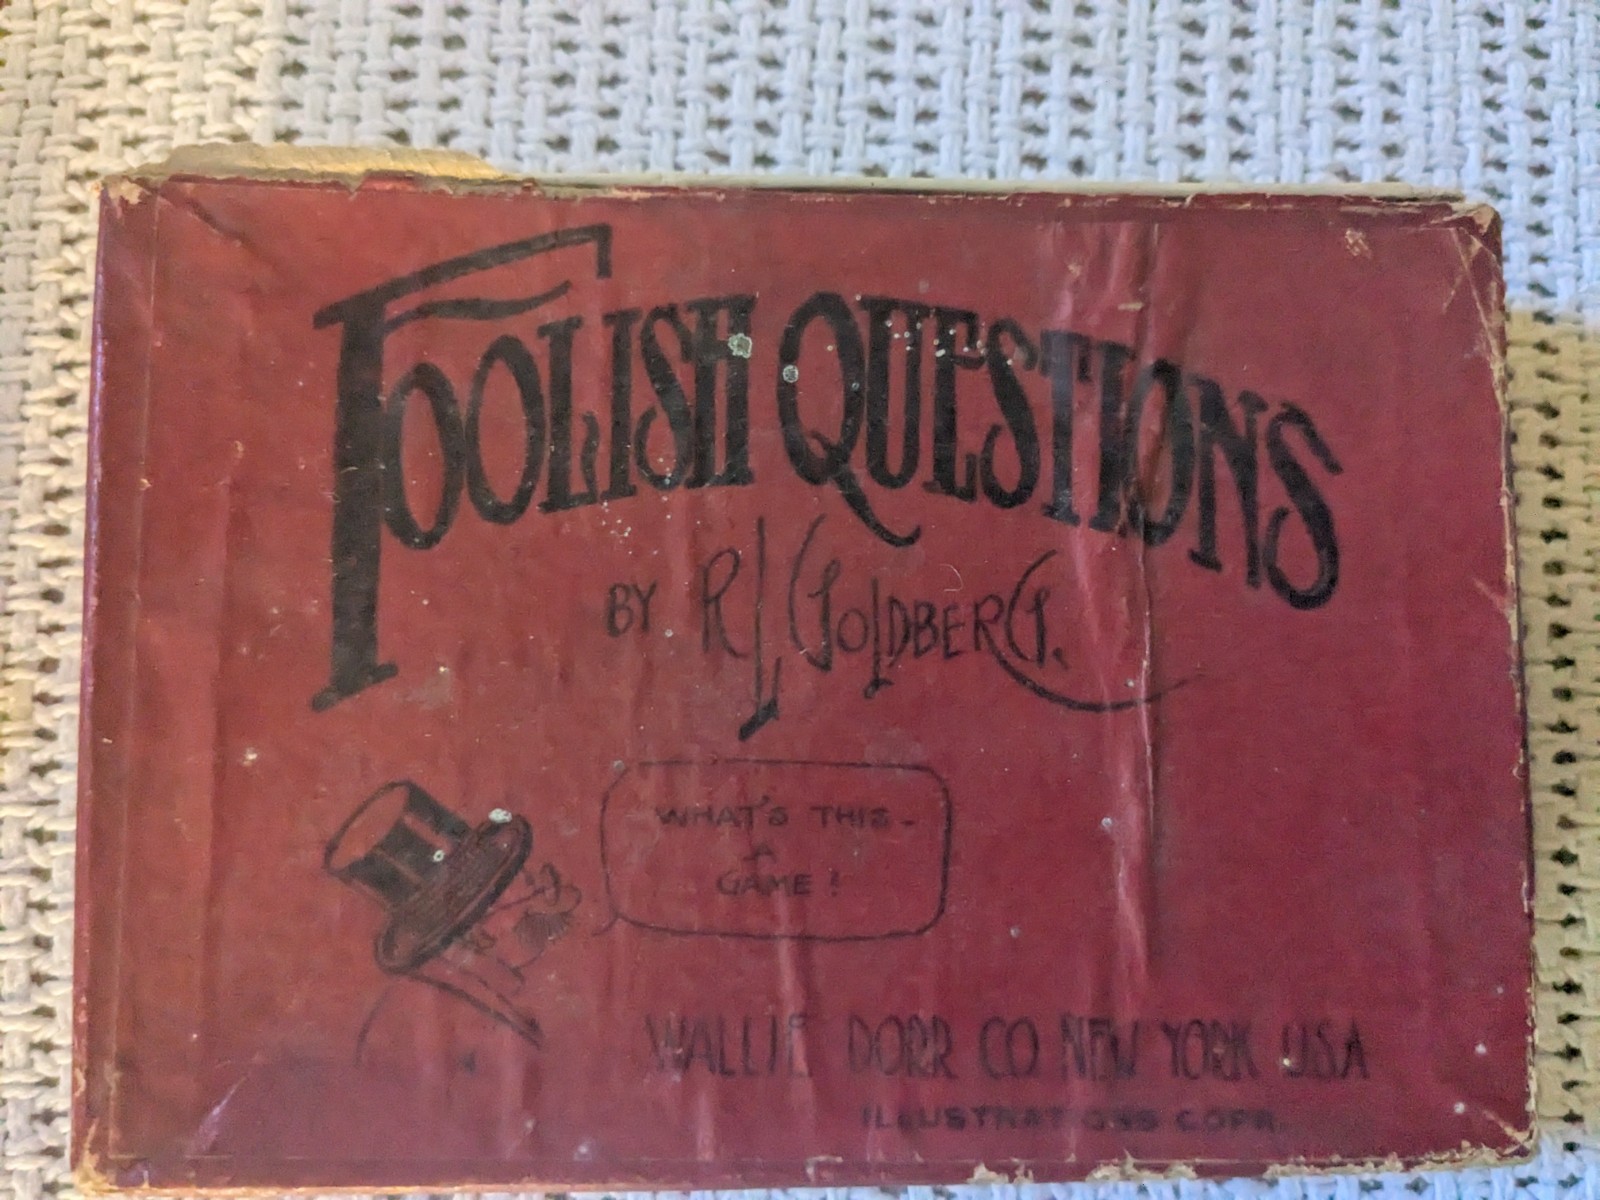 FOOLISH QUESTIONS
BY R L GOLDBERG.
WHAT'S THIS -
A
GAME!
WALLIE DORR CO NEW YORK USA
ILLUSTRATIONS COPR.